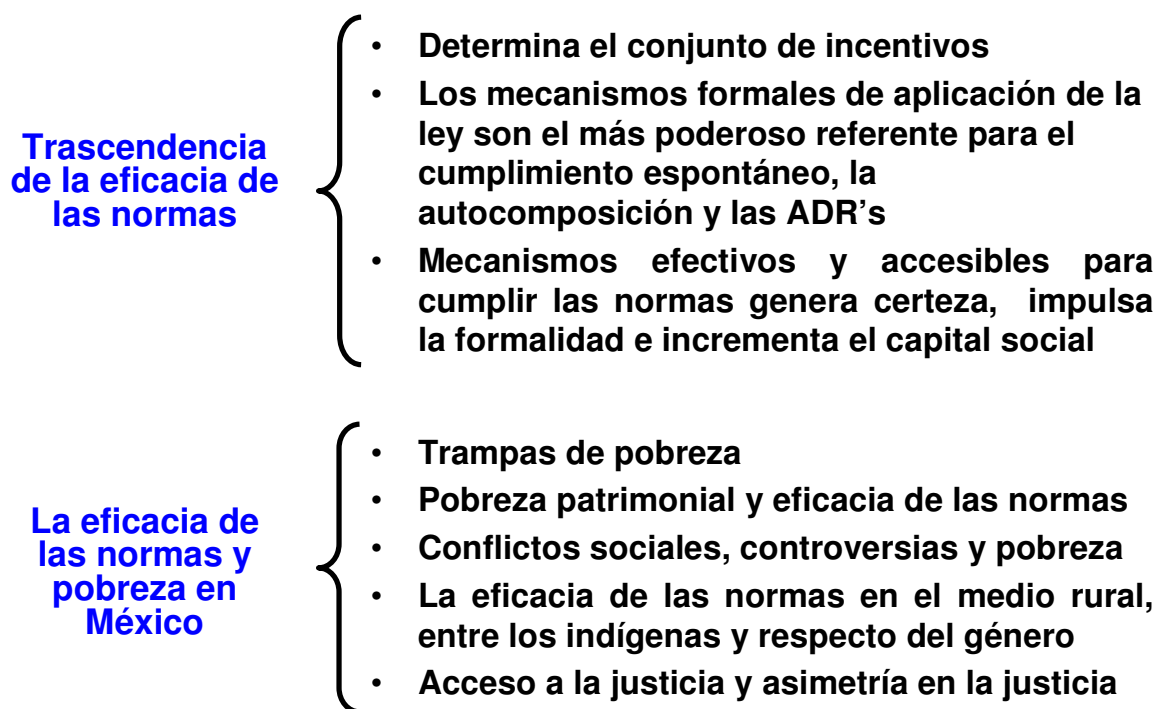 Trascendencia
de la eficacia de
las normas
• Determina el conjunto de incentivos
• Los mecanismos formales de aplicación de la
ley son el más poderoso referente para el
cumplimiento espontáneo, la
autocomposición y las ADR's
• Mecanismos efectivos y accesibles para
cumplir las normas genera certeza, impulsa
la formalidad e incrementa el capital social
La eficacia de
las normas y
pobreza en
México
• Trampas de pobreza
• Pobreza patrimonial y eficacia de las normas
• Conflictos sociales, controversias y pobreza
• La eficacia de las normas en el medio rural,
entre los indígenas y respecto del género
• Acceso a la justicia y asimetría en la justicia